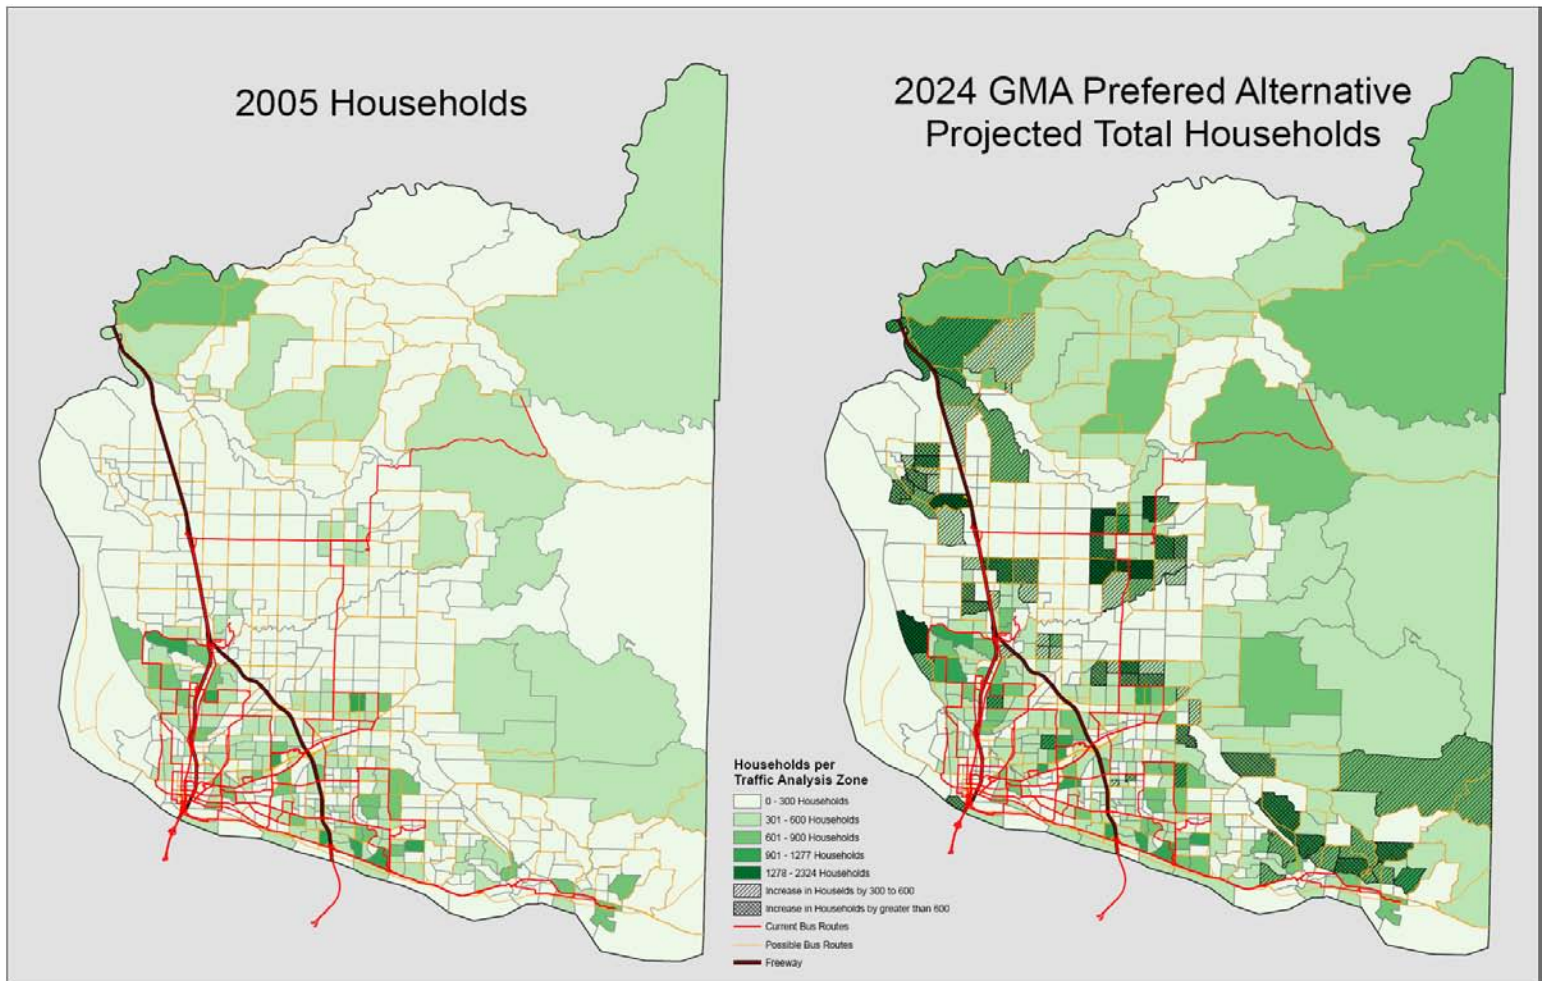 2005 Households
2024 GMA Prefered Alternative
Projected Total Households
Households per
Traffic Analysis Zone
0 - 300 Households
301 - 600 Households
601 - 900 Households
901 - 1277 Households
1278 - 2324 Households
Increase in Houselds by 300 to 600
Increase in Households by greater than 600
Current Bus Routes
Possible Bus Routes
Freeway